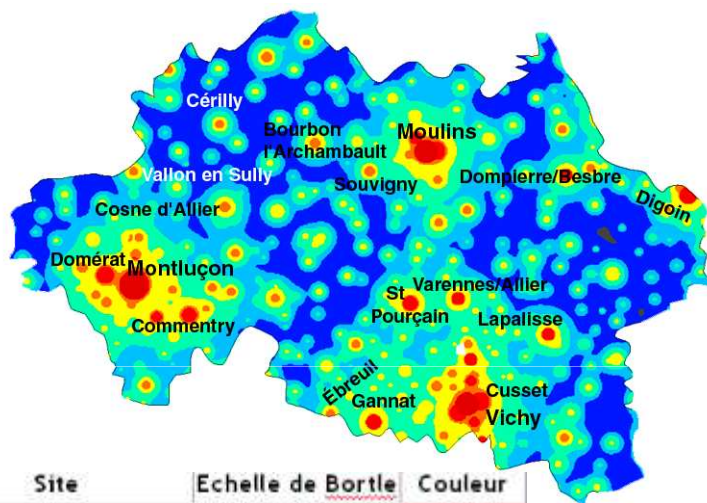 Cérilly
Bourbon
l'Archambault
Moulins
Vallon en Sully
Souvigny
Dompierre/Besbre
Digoin
Cosne d'Allier
Domérat
Montluçon
Commentry
St
Pourçain
Varennes/Allier
Lapalisse
Ébreuil
Gannat
Cusset
Vichy
Site Echelle de Bortle Couleur